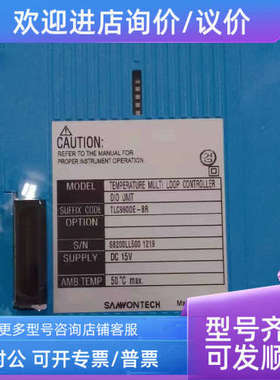 欢迎进店询价/议价
CAUTION:
REFER TO THE MANUAL FOR
PROPER INSTRUMENT OPERATION.
MODEL TEMPERATURE MULTI LOOP CONTROLLER
DIO UNIT
SUFFIX CODE
OPTION
S/N
SUPPLY DC 15V
AMB.TEMP 50°C max.
SAMWONTECH
更多型号咨询店铺客服
型号齐
对公 可开专票/普票
可发顺